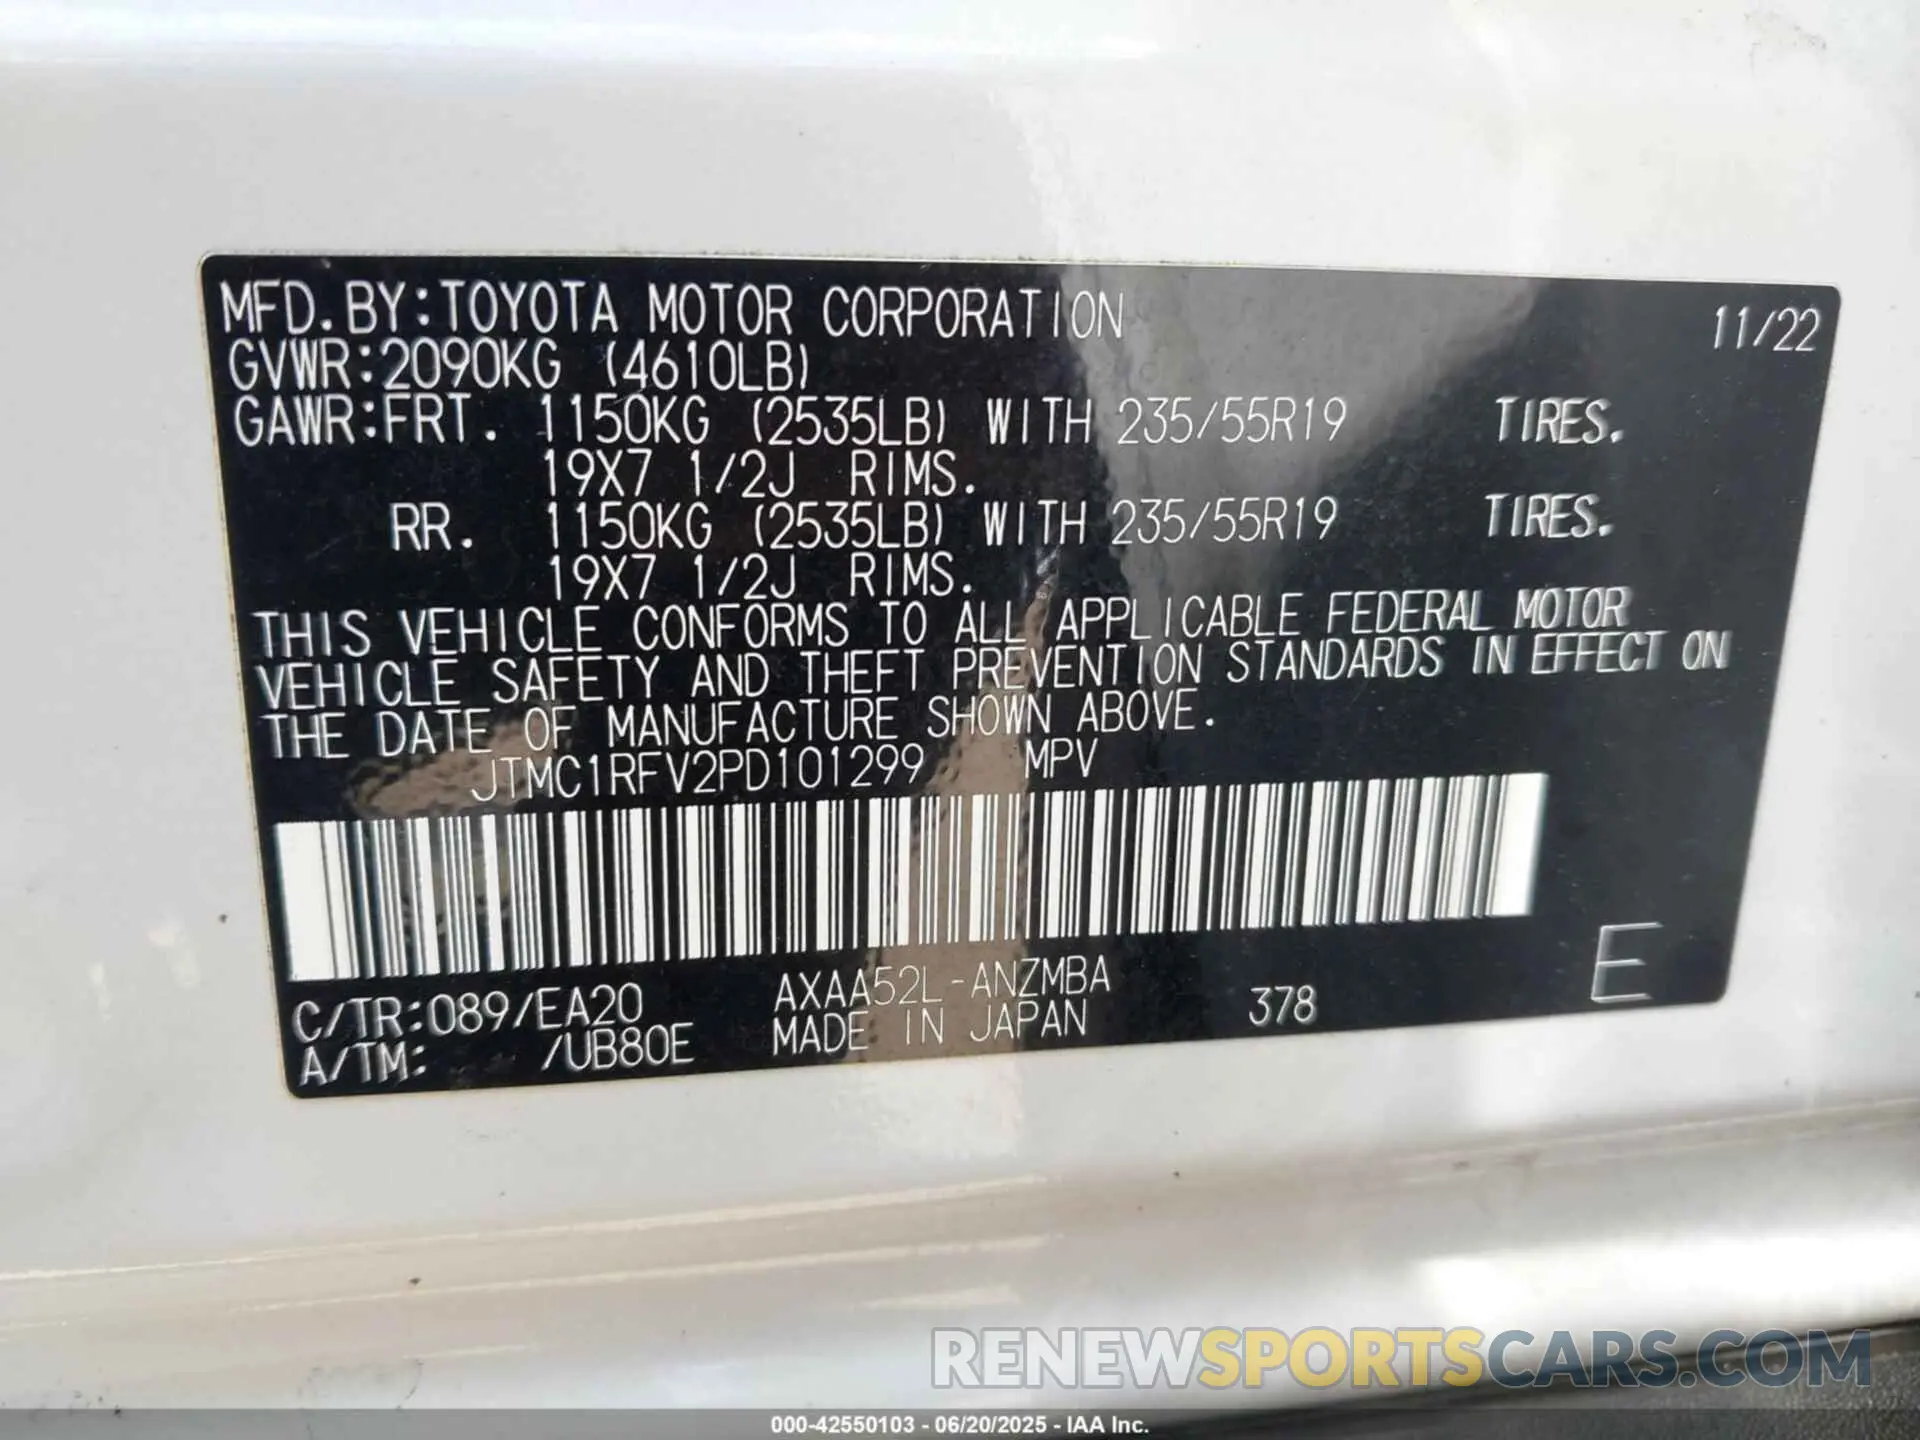 MFD.BY:TOYOTA MOTOR CORPORATION 11/22
GVWR:2090KG (4610LB)
GAWR:FRT. 1150KG (2535LB) WITH 235/55R19 TIRES.
19X7 1/2J RIMS.
RR. 1150KG (2535LB) WITH 235/55R19 TIRES.
19X7 1/2J RIMS.
THIS VEHICLE CONFORMS TO ALL APPLICABLE FEDERAL MOTOR
VEHICLE SAFETY AND THEFT PREVENTION STANDARDS IN EFFECT ON
THE DATE OF MANUFACTURE SHOWN ABOVE.
JTMC1RFV2PD101299 MPV
C/TR:089/EA20 AXAA52L-ANZMBA 378 E
A/TM: /UB80E MADE IN JAPAN
RENEWSPORTSCARS.COM
000-42550103 - 06/20/2025 - IAA Inc.